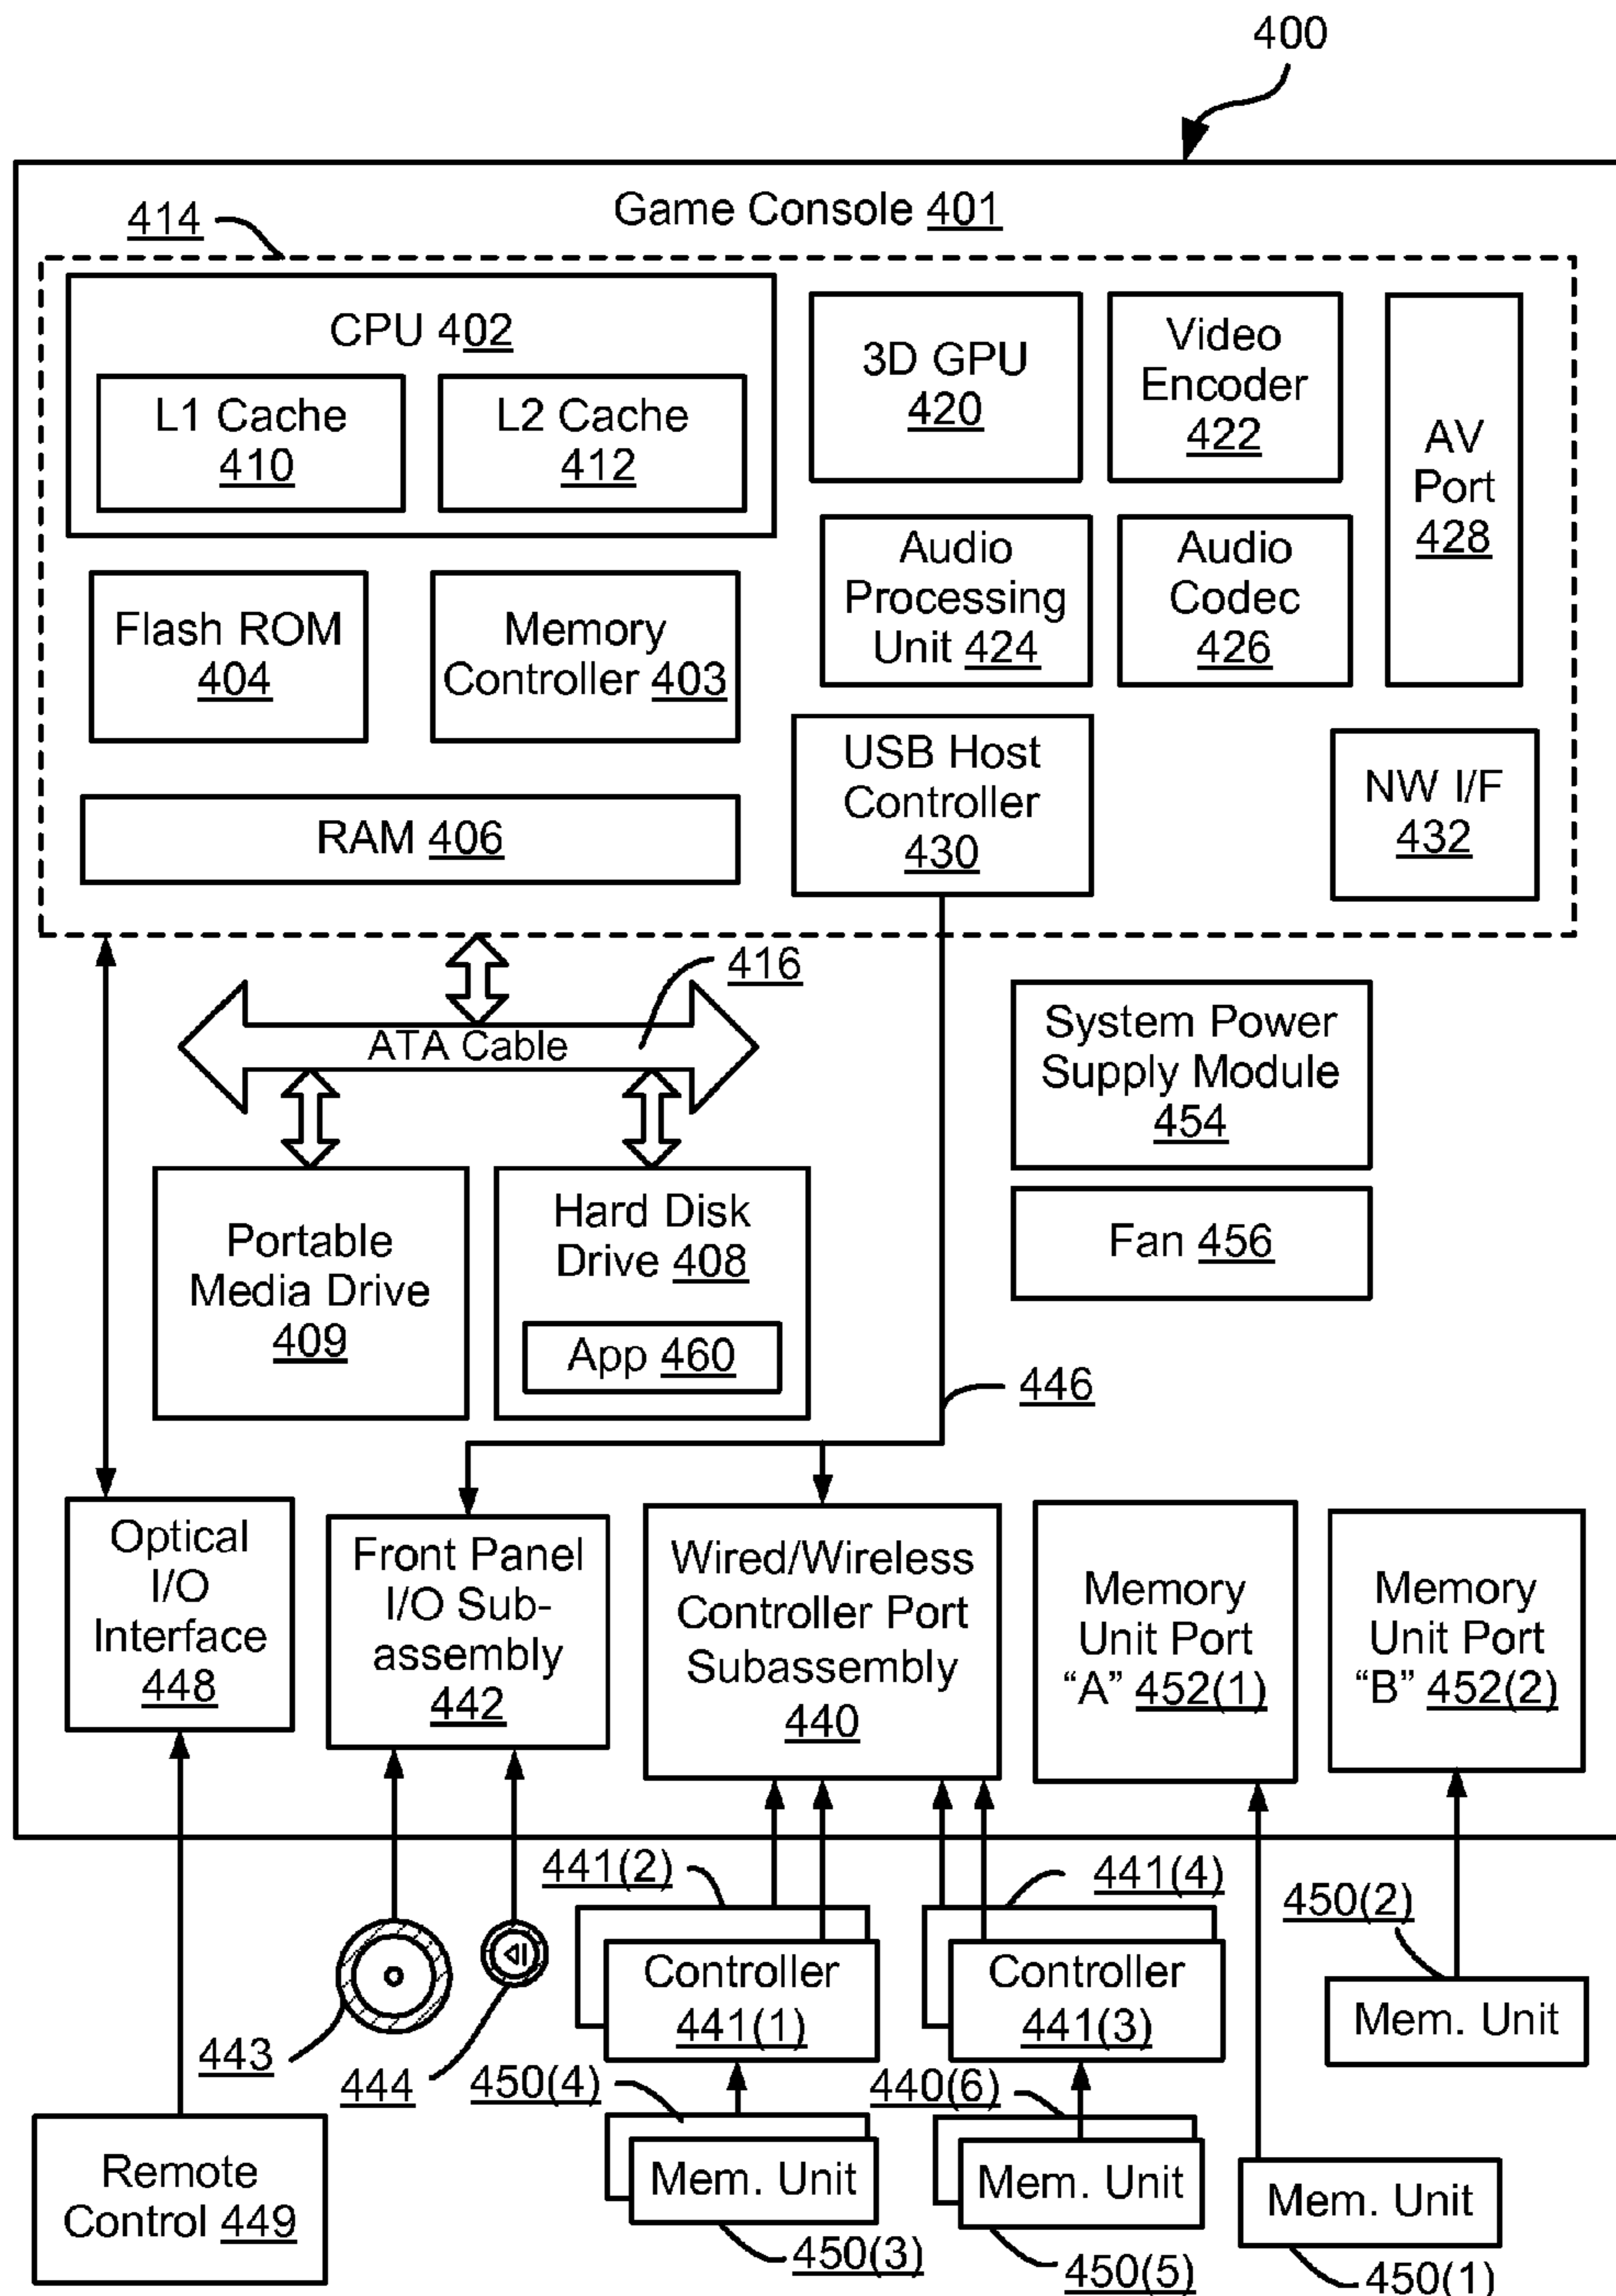 400
Game Console 401
414
CPU 402
L1 Cache
410
L2 Cache
412
3D GPU
420
Video
Encoder
422
AV
Port
428
Flash ROM
404
Memory
Controller 403
Audio
Processing
Unit 424
Audio
Codec
426
RAM 406
USB Host
Controller
430
NW I/F
432
416
ATA Cable
System Power
Supply Module
454
Fan 456
Portable
Media Drive
409
Hard Disk
Drive 408
App 460
446
Optical
I/O
Interface
448
Front Panel
I/O Sub-
assembly
442
Wired/Wireless
Controller Port
Subassembly
440
Memory
Unit Port
“A” 452(1)
Memory
Unit Port
“B” 452(2)
441(2)
441(4)
450(2)
Controller
441(1)
Controller
441(3)
Mem. Unit
443
444
450(4)
440(6)
Remote
Control 449
Mem. Unit
450(3)
Mem. Unit
450(5)
Mem. Unit
450(1)